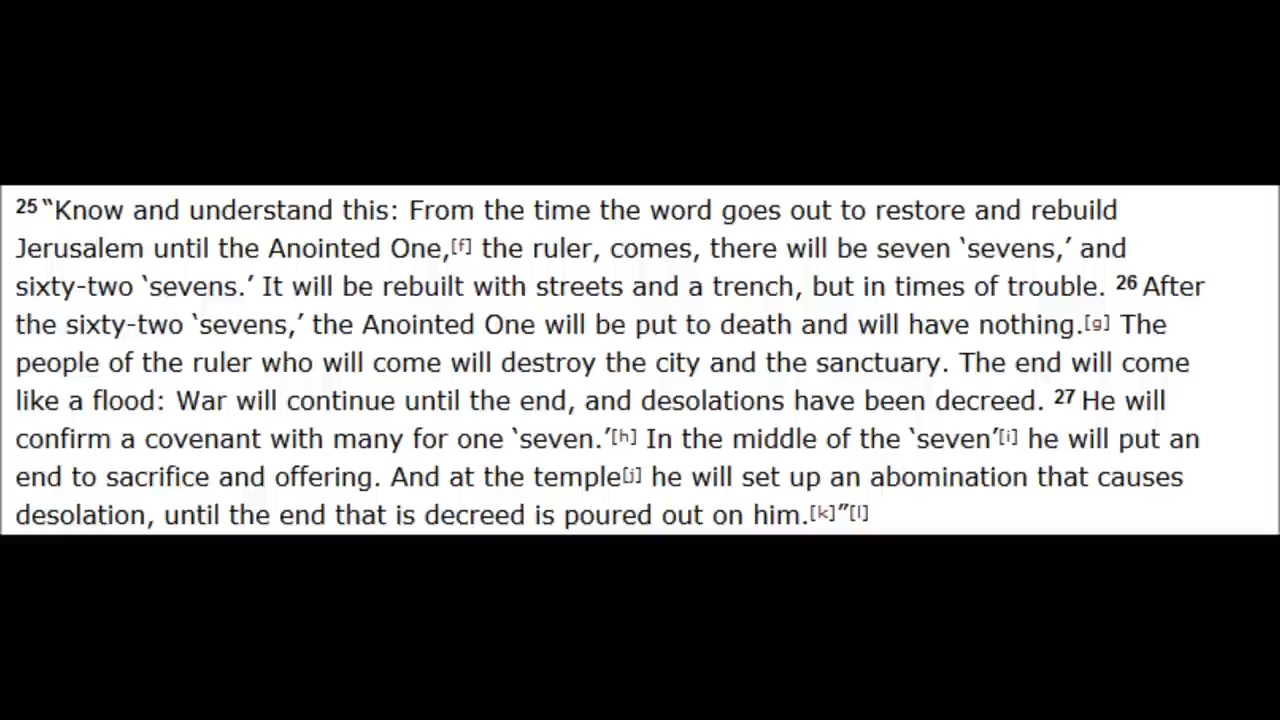 25 “Know and understand this: From the time the word goes out to restore and rebuild
Jerusalem until the Anointed One,[f] the ruler, comes, there will be seven ‘sevens,’ and
sixty-two ‘sevens.’ It will be rebuilt with streets and a trench, but in times of trouble. 26 After
the sixty-two ‘sevens,’ the Anointed One will be put to death and will have nothing.[g] The
people of the ruler who will come will destroy the city and the sanctuary. The end will come
like a flood: War will continue until the end, and desolations have been decreed. 27 He will
confirm a covenant with many for one ‘seven.’[h] In the middle of the ‘seven’[i] he will put an
end to sacrifice and offering. And at the temple[j] he will set up an abomination that causes
desolation, until the end that is decreed is poured out on him.[k]”[l]